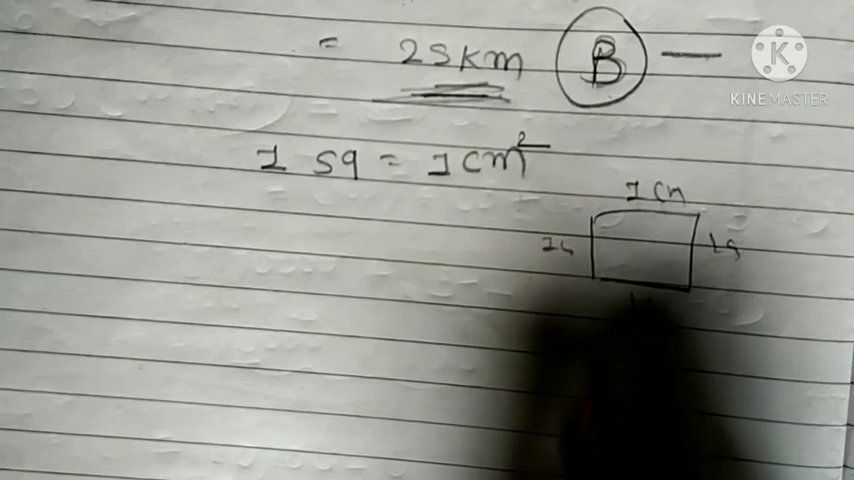 = 25 km B —
K
KINEMASTER
1 sq = 1 cm²
1 cm